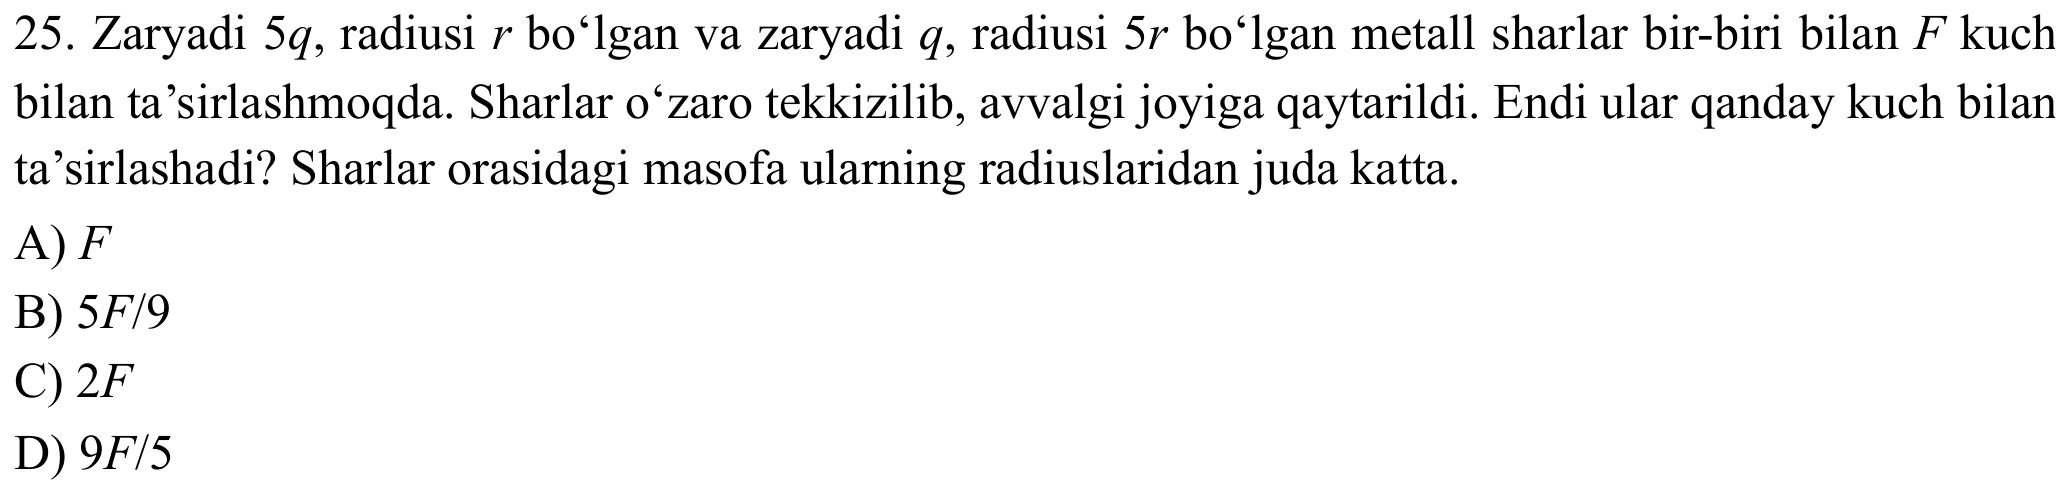 25. Zaryadi 5q, radiusi r bo‘lgan va zaryadi q, radiusi 5r bo‘lgan metall sharlar bir-biri bilan F kuch
bilan ta’sirlashmoqda. Sharlar o‘zaro tekkizilib, avvalgi joyiga qaytarildi. Endi ular qanday kuch bilan
ta’sirlashadi? Sharlar orasidagi masofa ularning radiuslaridan juda katta.
A) F
B) 5F/9
C) 2F
D) 9F/5